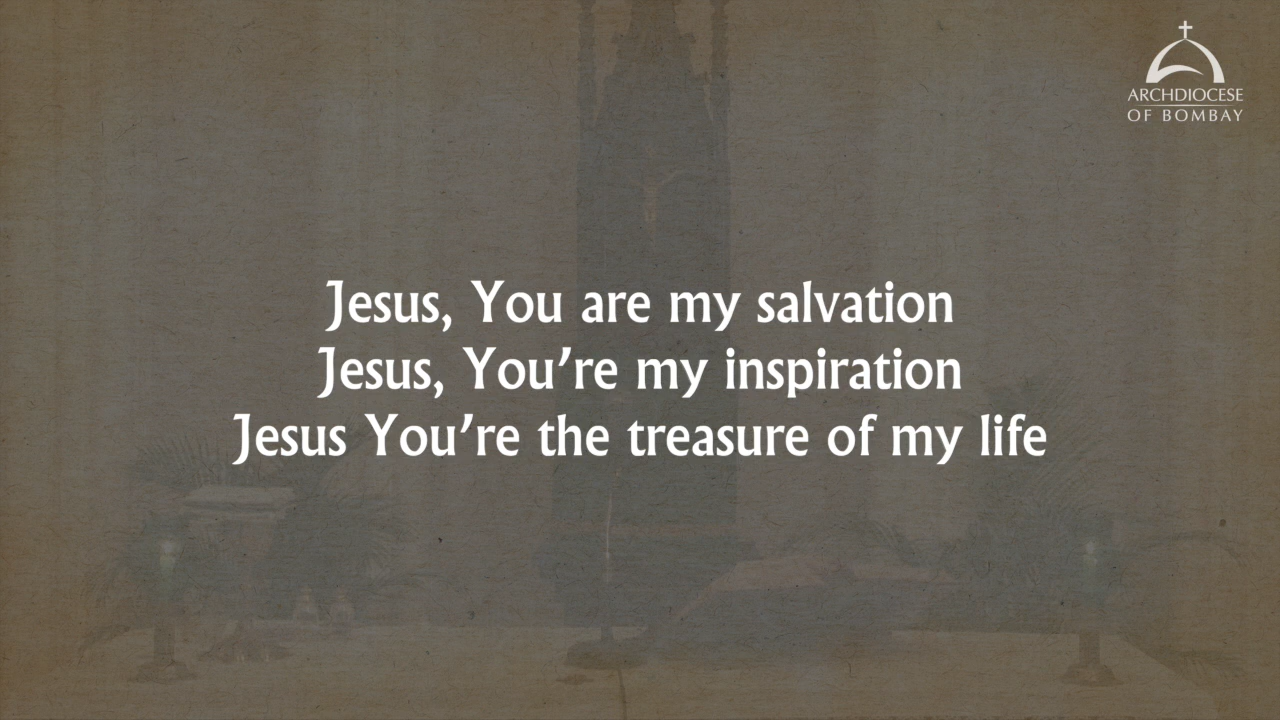 ARCHDIOCESE
OF BOMBAY
Jesus, You are my salvation
Jesus, You’re my inspiration
Jesus You’re the treasure of my life